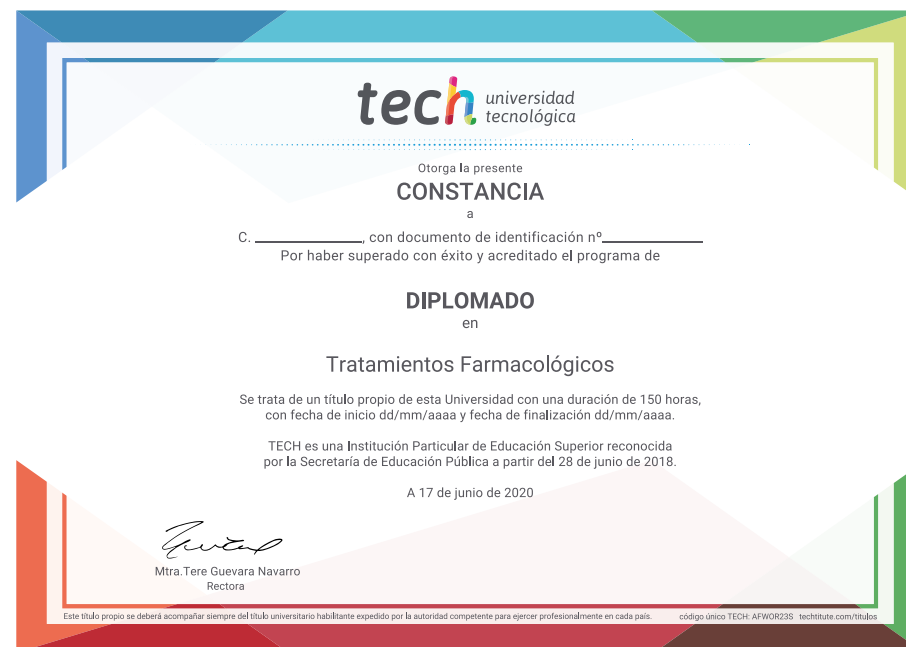 tech universidad
tecnológica
Otorga la presente
CONSTANCIA
a
C. ____________, con documento de identificación nº____________
Por haber superado con éxito y acreditado el programa de
DIPLOMADO
en
Tratamientos Farmacológicos
Se trata de un título propio de esta Universidad con una duración de 150 horas,
con fecha de inicio dd/mm/aaaa y fecha de finalización dd/mm/aaaa.
TECH es una Institución Particular de Educación Superior reconocida
por la Secretaría de Educación Pública a partir del 28 de junio de 2018.
A 17 de junio de 2020
Mtra.Tere Guevara Navarro
Rectora
Este título propio se deberá acompañar siempre del título universitario habilitante expedido por la autoridad competente para ejercer profesionalmente en cada país. código único TECH: AFWOR23S techtitute.com/titulos